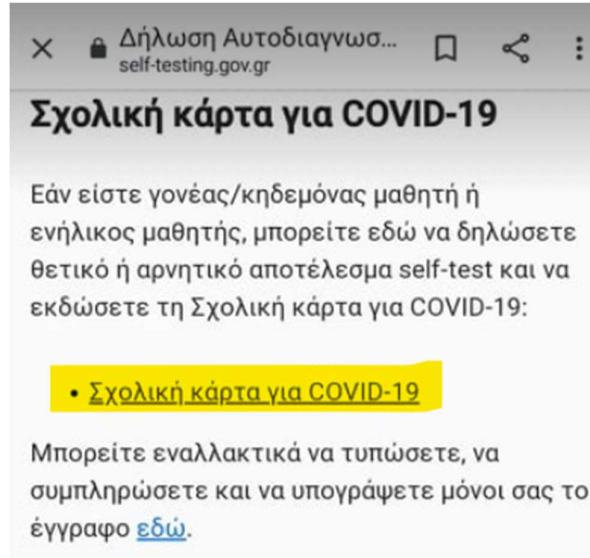 Δήλωση Αυτοδιαγνωσ...
self-testing.gov.gr
Σχολική κάρτα για COVID-19
Εάν είστε γονέας/κηδεμόνας μαθητή ή
ενήλικος μαθητής, μπορείτε εδώ να δηλώσετε
θετικό ή αρνητικό αποτέλεσμα self-test και να
εκδώσετε τη Σχολική κάρτα για COVID-19:
• Σχολική κάρτα για COVID-19
Μπορείτε εναλλακτικά να τυπώσετε, να
συμπληρώσετε και να υπογράψετε μόνοι σας το
έγγραφο εδώ.